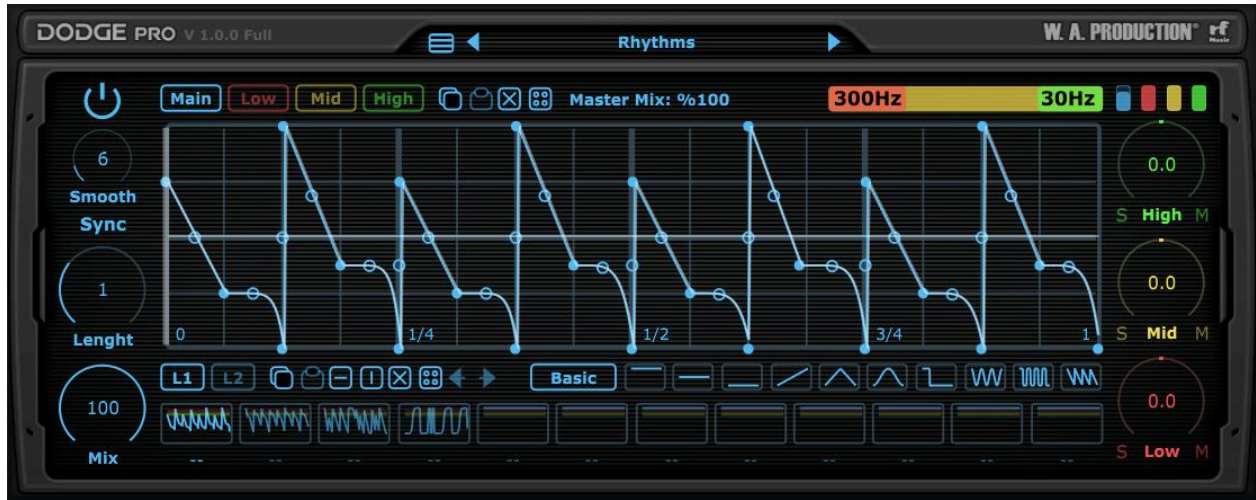 DODGE PRO V 1.0.0 Full
Rhythms
W. A. PRODUCTION®
rf Music
Main Low Mid High
Master Mix: %100
300Hz 30Hz
6
Smooth
Sync
1
Lenght
100
Mix
0 1/4 1/2 3/4 1
L1 L2
Basic
-- -- -- -- -- -- -- -- -- -- -- --
0.0
S High M
0.0
S Mid M
0.0
S Low M